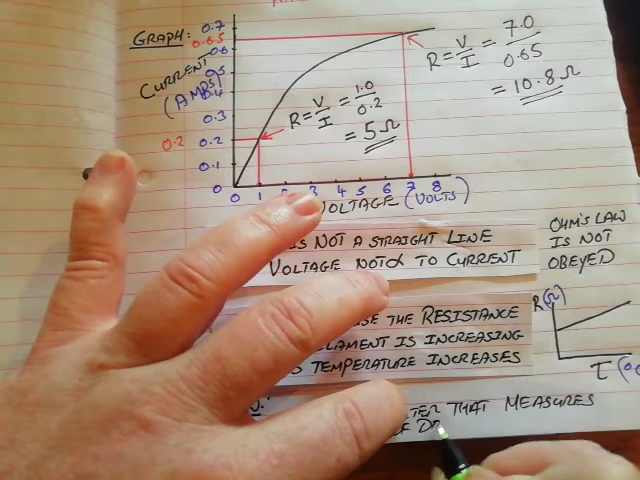 GRAPH:
CURRENT
(AMPS)
0.7
0.65
0.6
0.5
0.4
0.3
0.2
0.2
0.1
0
0 1 2 3 4 5 6 7 8
VOLTAGE (VOLTS)
R = V/I = 1.0/0.2
= 5Ω
R = V/I = 7.0/0.65
= 10.8Ω
IS NOT A STRAIGHT LINE
VOLTAGE NOT ∝ TO CURRENT
OHM'S LAW
IS NOT
OBEYED
THE RESISTANCE
IS INCREASING
TEMPERATURE INCREASES
R(Ω)
T
THAT MEASURES